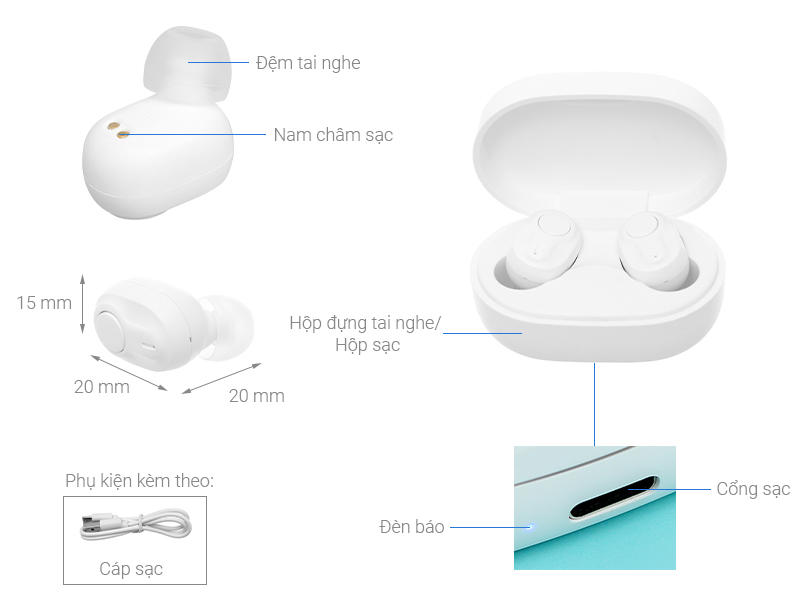 Đệm tai nghe
Nam châm sạc
15 mm
20 mm
20 mm
Hộp đựng tai nghe/
Hộp sạc
Phụ kiện kèm theo:
Cáp sạc
Cổng sạc
Đèn báo